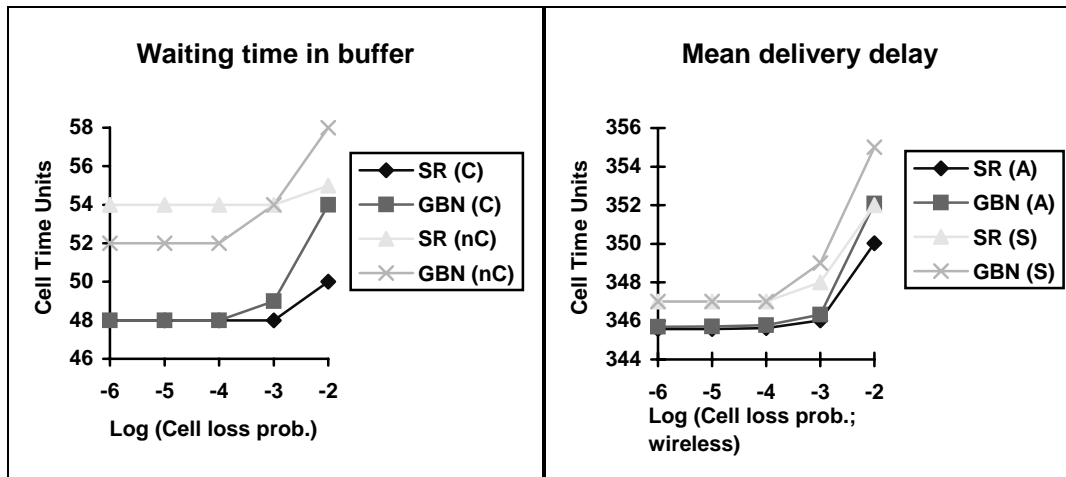 Waiting time in buffer
Cell Time Units
58
56
54
52
50
48
46
-6 -5 -4 -3 -2
Log (Cell loss prob.)
SR (C)
GBN (C)
SR (nC)
GBN (nC)
Mean delivery delay
Cell Time Units
356
354
352
350
348
346
344
-6 -5 -4 -3 -2
Log (Cell loss prob.;
wireless)
SR (A)
GBN (A)
SR (S)
GBN (S)